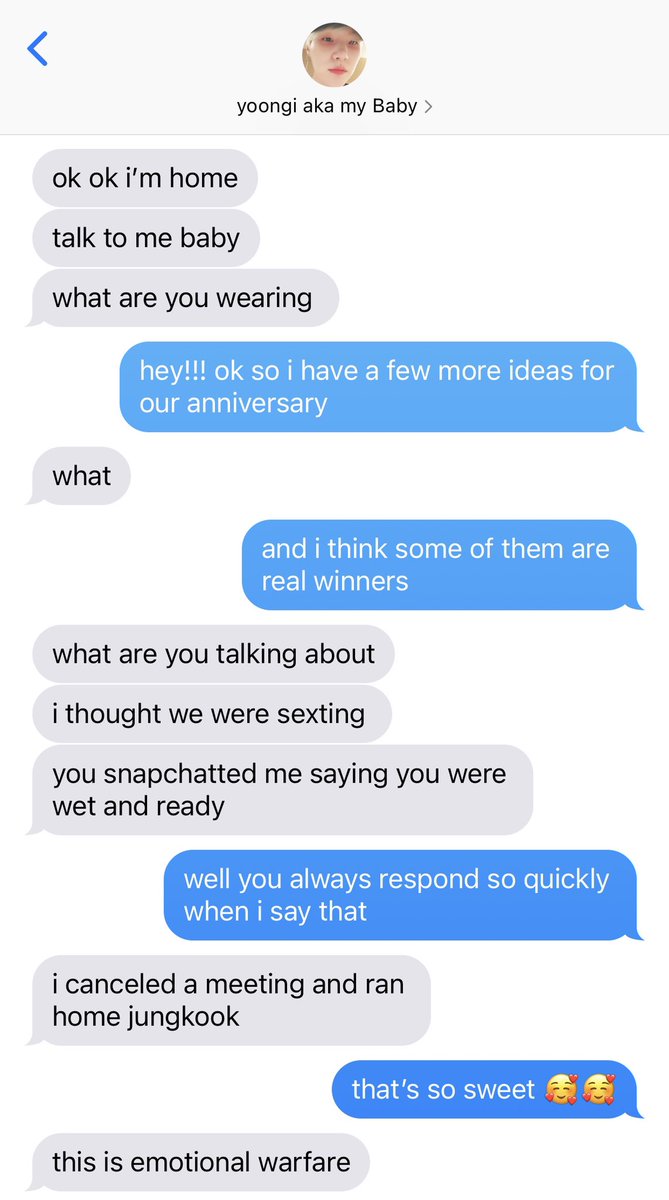 yoongi aka my Baby
ok ok i’m home
talk to me baby
what are you wearing
hey!!! ok so i have a few more ideas for
our anniversary
what
and i think some of them are
real winners
what are you talking about
i thought we were sexting
you snapchatted me saying you were
wet and ready
well you always respond so quickly
when i say that
i canceled a meeting and ran
home jungkook
that’s so sweet 🥰🥰
this is emotional warfare